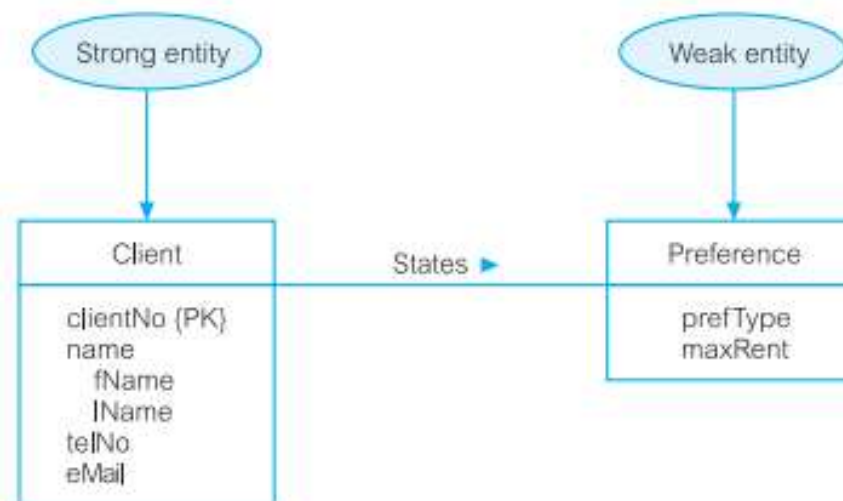 Strong entity
Weak entity
Client
States ►
Preference
clientNo {PK}
name
fName
lName
telNo
eMail
prefType
maxRent